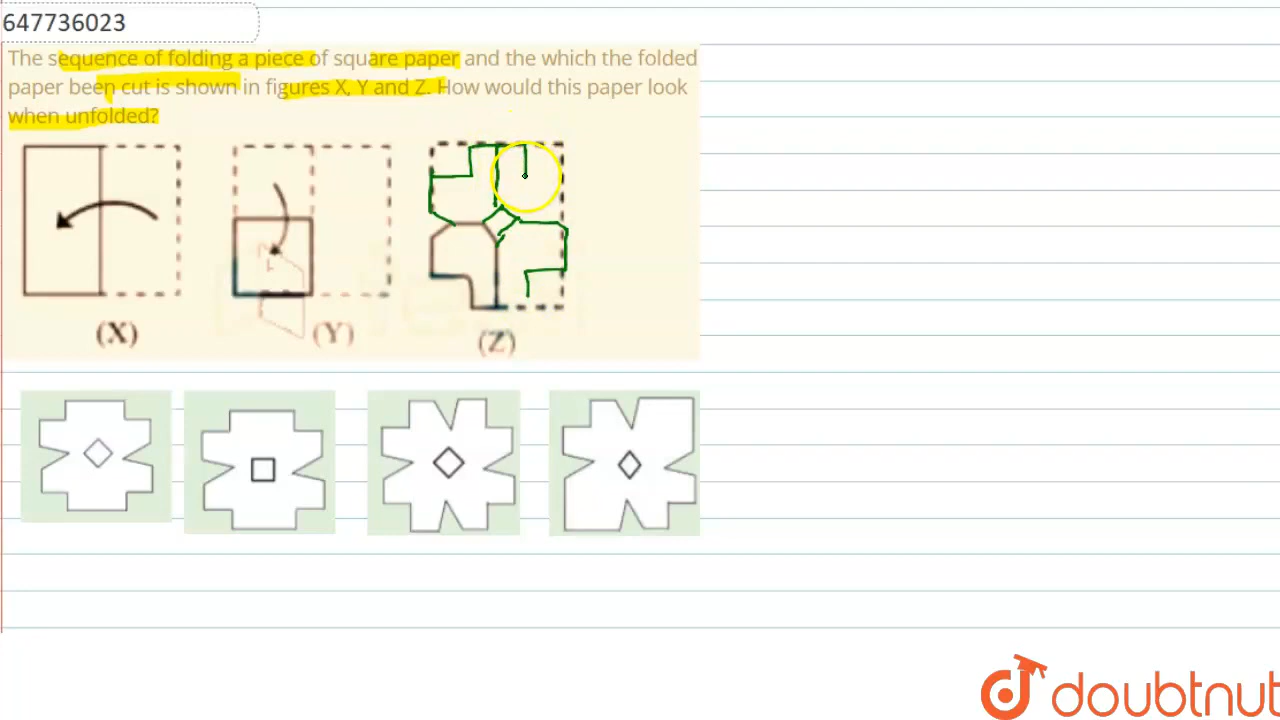 647736023
The sequence of folding a piece of square paper and the which the folded
paper been cut is shown in figures X, Y and Z. How would this paper look
when unfolded?
(X)
(Y)
(Z)
doubtnut